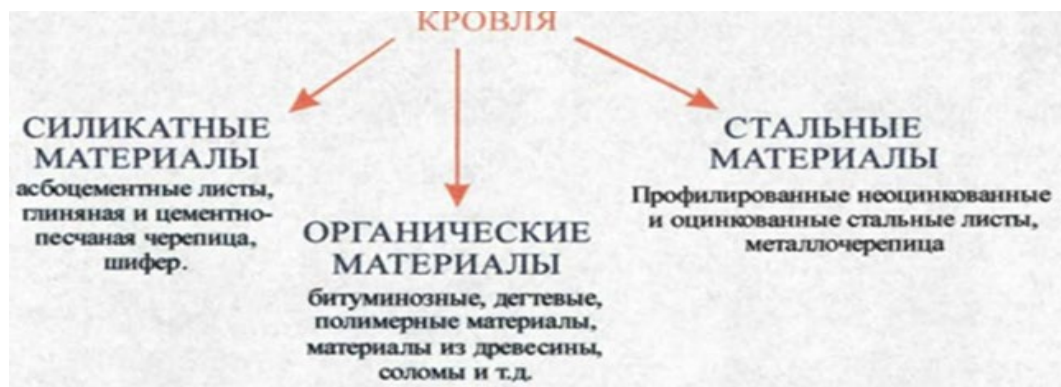 КРОВЛЯ
СИЛИКАТНЫЕ
МАТЕРИАЛЫ
асбоцементные листы,
глиняная и цементно-
песчаная черепица,
шифер.
ОРГАНИЧЕСКИЕ
МАТЕРИАЛЫ
битуминозные, дегтевые,
полимерные материалы,
материалы из древесины,
соломы и т.д.
СТАЛЬНЫЕ
МАТЕРИАЛЫ
Профилированные неоцинкованные
и оцинкованные стальные листы,
металлочерепица